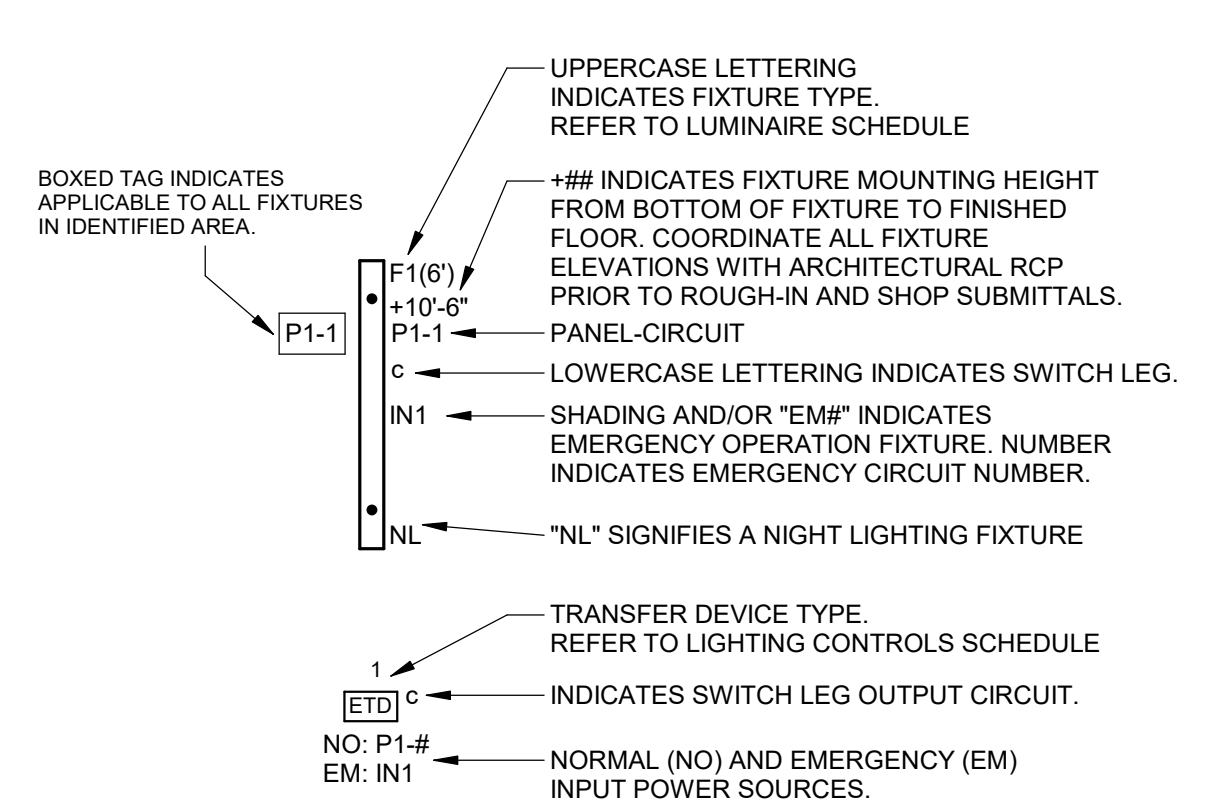 UPPERCASE LETTERING
INDICATES FIXTURE TYPE.
REFER TO LUMINAIRE SCHEDULE
BOXED TAG INDICATES
APPLICABLE TO ALL FIXTURES
IN IDENTIFIED AREA.
+## INDICATES FIXTURE MOUNTING HEIGHT
FROM BOTTOM OF FIXTURE TO FINISHED
FLOOR. COORDINATE ALL FIXTURE
ELEVATIONS WITH ARCHITECTURAL RCP
PRIOR TO ROUGH-IN AND SHOP SUBMITTALS.
F1(6')
+10'-6"
P1-1
P1-1
PANEL-CIRCUIT
c
LOWERCASE LETTERING INDICATES SWITCH LEG.
IN1
SHADING AND/OR "EM#" INDICATES
EMERGENCY OPERATION FIXTURE. NUMBER
INDICATES EMERGENCY CIRCUIT NUMBER.
NL
"NL" SIGNIFIES A NIGHT LIGHTING FIXTURE
TRANSFER DEVICE TYPE.
REFER TO LIGHTING CONTROLS SCHEDULE
1
ETD
c
INDICATES SWITCH LEG OUTPUT CIRCUIT.
NO: P1-#
EM: IN1
NORMAL (NO) AND EMERGENCY (EM)
INPUT POWER SOURCES.